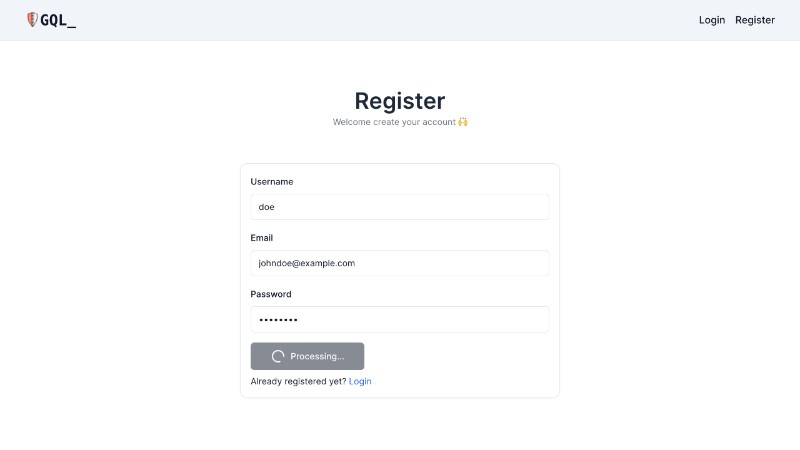 GQL_
Login Register
Register
Welcome create your account 🙌
Username
doe
Email
johndoe@example.com
Password
••••••••
Processing...
Already registered yet? Login